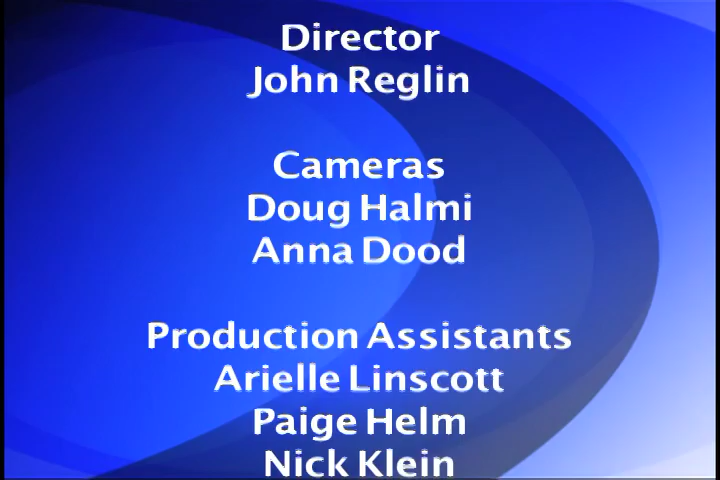 Director
John Reglin
Cameras
Doug Halmi
Anna Dood
Production Assistants
Arielle Linscott
Paige Helm
Nick Klein